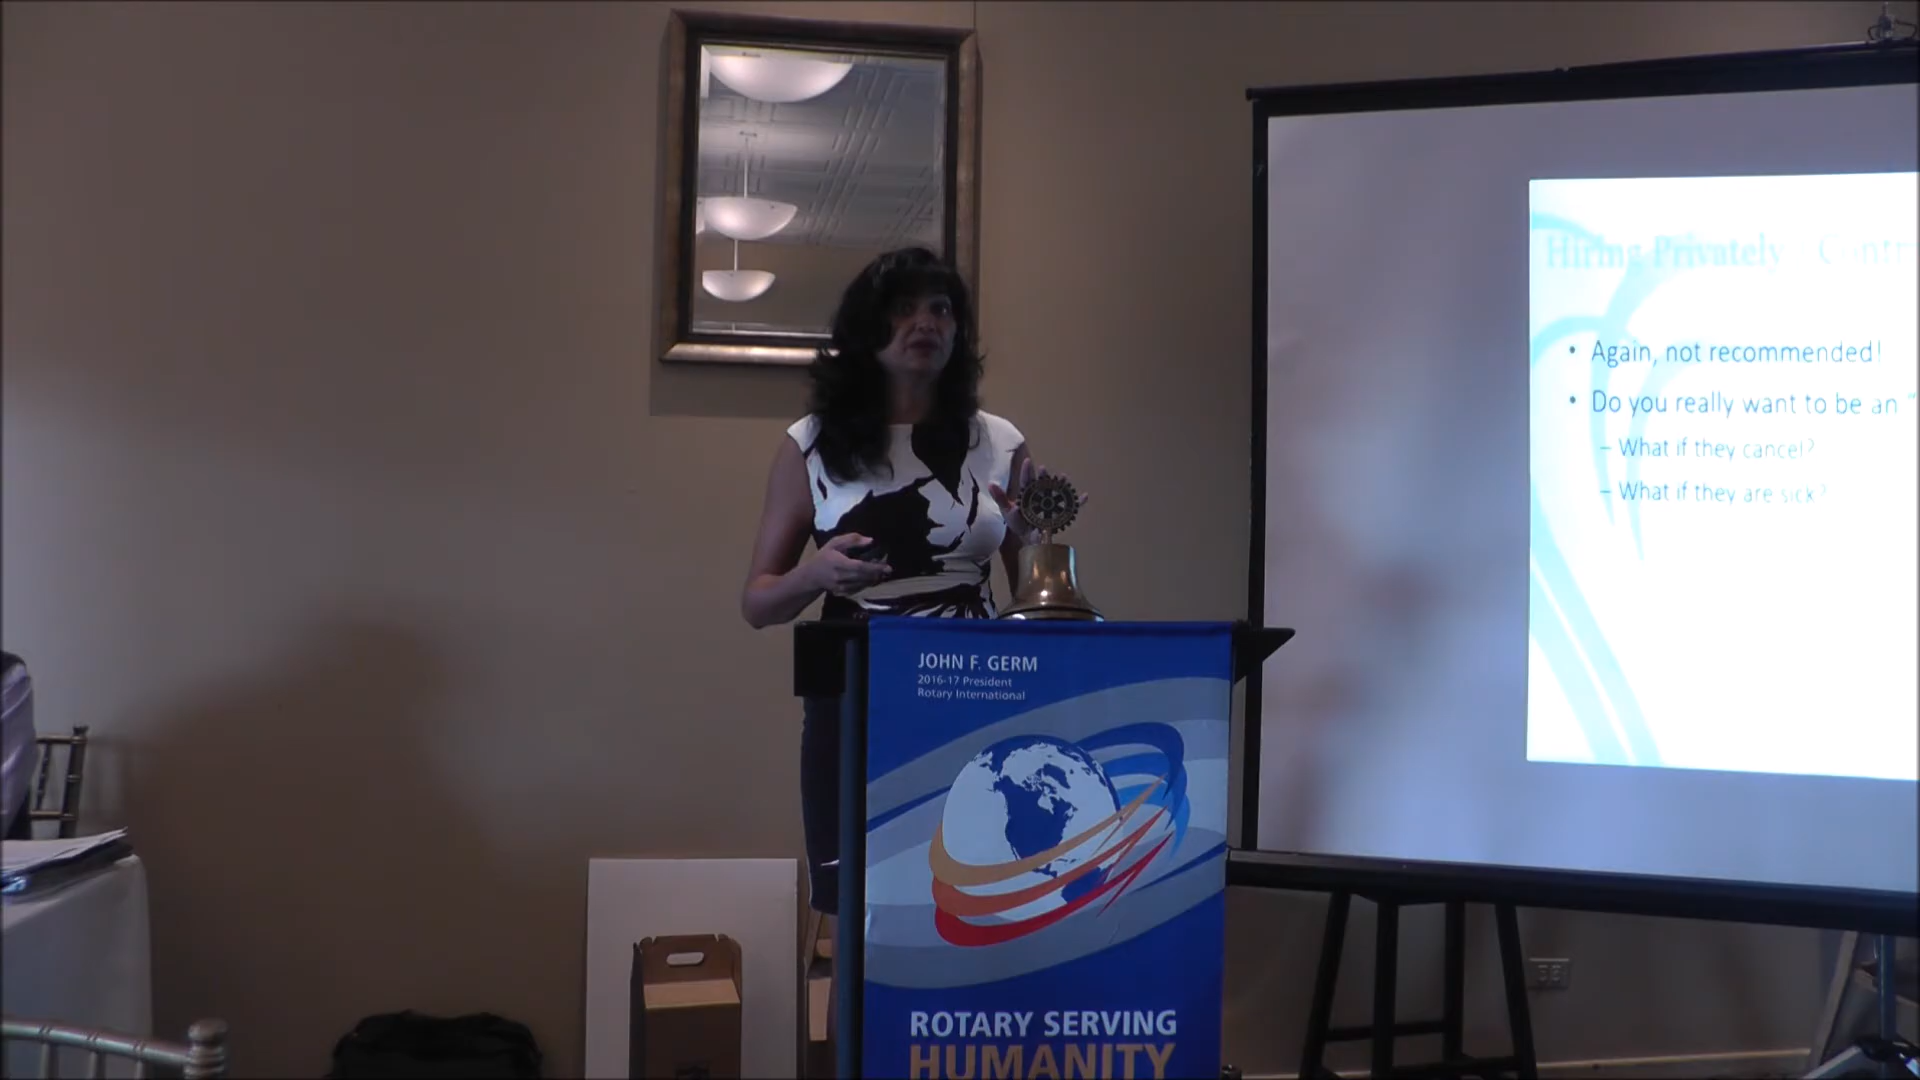 Hiring Privately Contr
• Again, not recommended!
• Do you really want to be an "
– What if they cancel?
– What if they are sick?
JOHN F. GERM
2016-17 President
Rotary International
ROTARY SERVING
HUMANITY